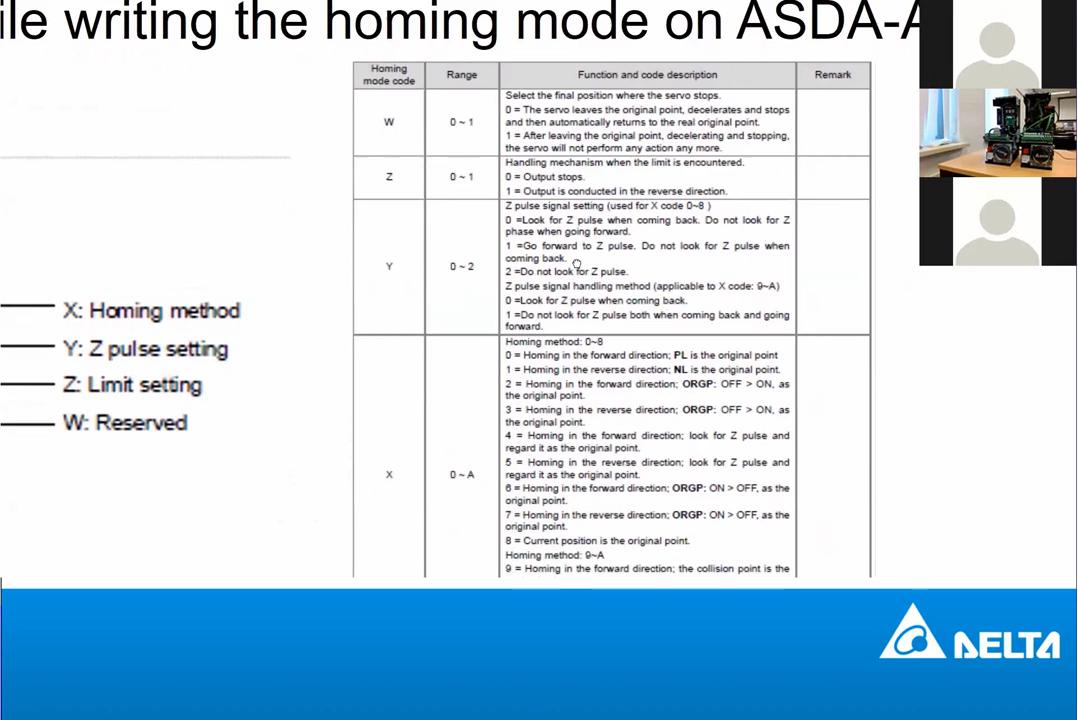 ile writing the homing mode on ASDA-A
Homing
mode code
Range
Function and code description
Remark
W
0 ~ 1
Select the final position where the servo stops.
0 = The servo leaves the original point, decelerates and stops
and then automatically returns to the real original point.
1 = After leaving the original point, decelerating and stopping,
the servo will not perform any action any more.
Z
0 ~ 1
Handling mechanism when the limit is encountered.
0 = Output stops.
1 = Output is conducted in the reverse direction.
Y
0 ~ 2
Z pulse signal setting (used for X code 0~8 )
0 =Look for Z pulse when coming back. Do not look for Z
phase when going forward.
1 =Go forward to Z pulse. Do not look for Z pulse when
coming back.
2 =Do not look for Z pulse.
Z pulse signal handling method (applicable to X code: 9~A)
0 =Look for Z pulse when coming back.
1 =Do not look for Z pulse both when coming back and going
forward.
X
0 ~ A
Homing method: 0~8
0 = Homing in the forward direction; PL is the original point
1 = Homing in the reverse direction; NL is the original point.
2 = Homing in the forward direction; ORGP: OFF > ON, as
the original point.
3 = Homing in the reverse direction; ORGP: OFF > ON, as
the original point.
4 = Homing in the forward direction; look for Z pulse and
regard it as the original point.
5 = Homing in the reverse direction; look for Z pulse and
regard it as the original point.
6 = Homing in the forward direction; ORGP: ON > OFF, as the
original point.
7 = Homing in the reverse direction; ORGP: ON > OFF, as the
original point.
8 = Current position is the original point.
Homing method: 9~A
9 = Homing in the forward direction; the collision point is the
X: Homing method
Y: Z pulse setting
Z: Limit setting
W: Reserved
DELTA